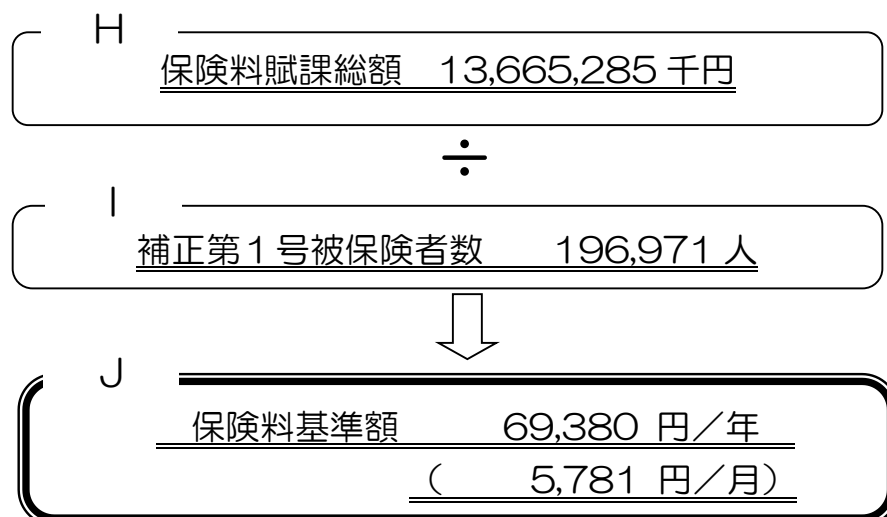 H
保険料賦課総額　13,665,285 千円
÷
I
補正第１号被保険者数　　196,971 人
J
保険料基準額　　　69,380 円／年
（　　5,781 円／月）